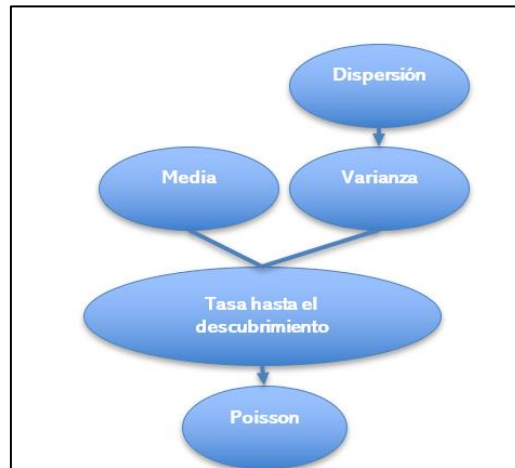 Dispersión
Media
Varianza
Tasa hasta el
descubrimiento
Poisson